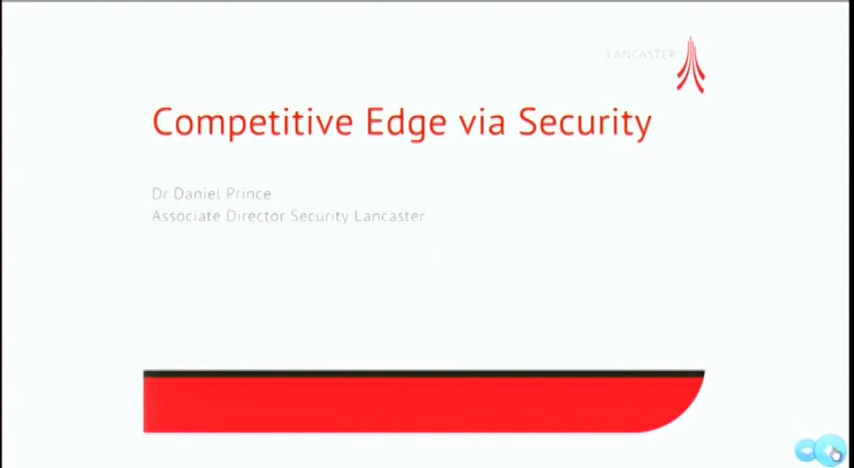 LANCASTER
Competitive Edge via Security
Dr Daniel Prince
Associate Director Security Lancaster